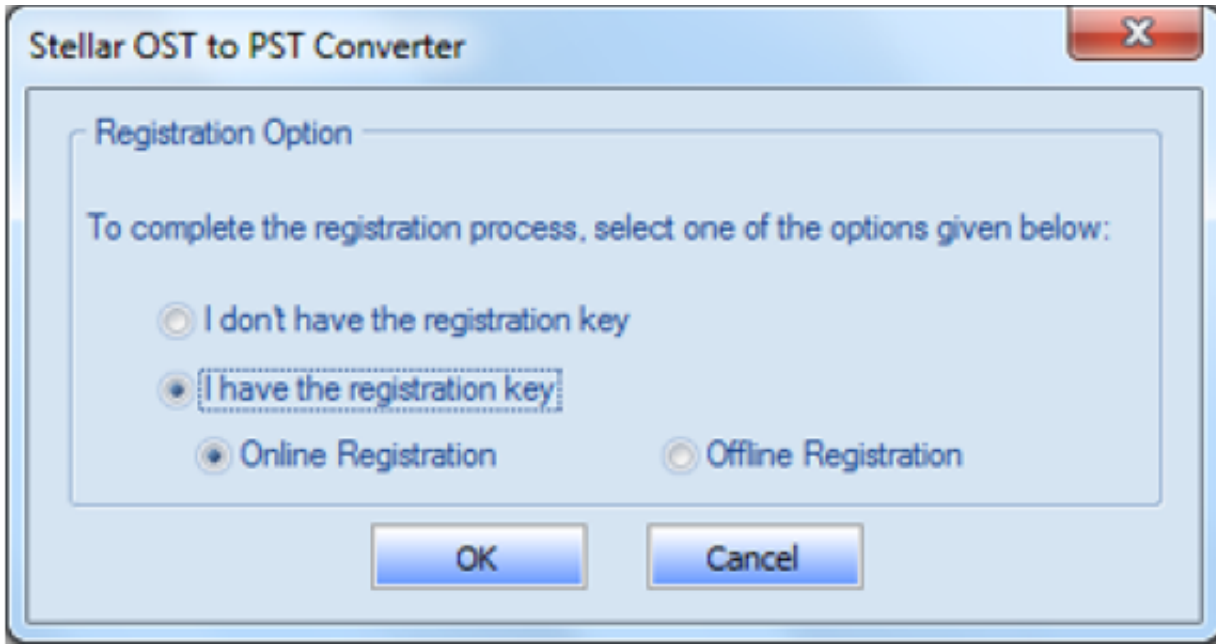 Stellar OST to PST Converter
Registration Option
To complete the registration process, select one of the options given below:
I don't have the registration key
I have the registration key
Online Registration Offline Registration
OK Cancel